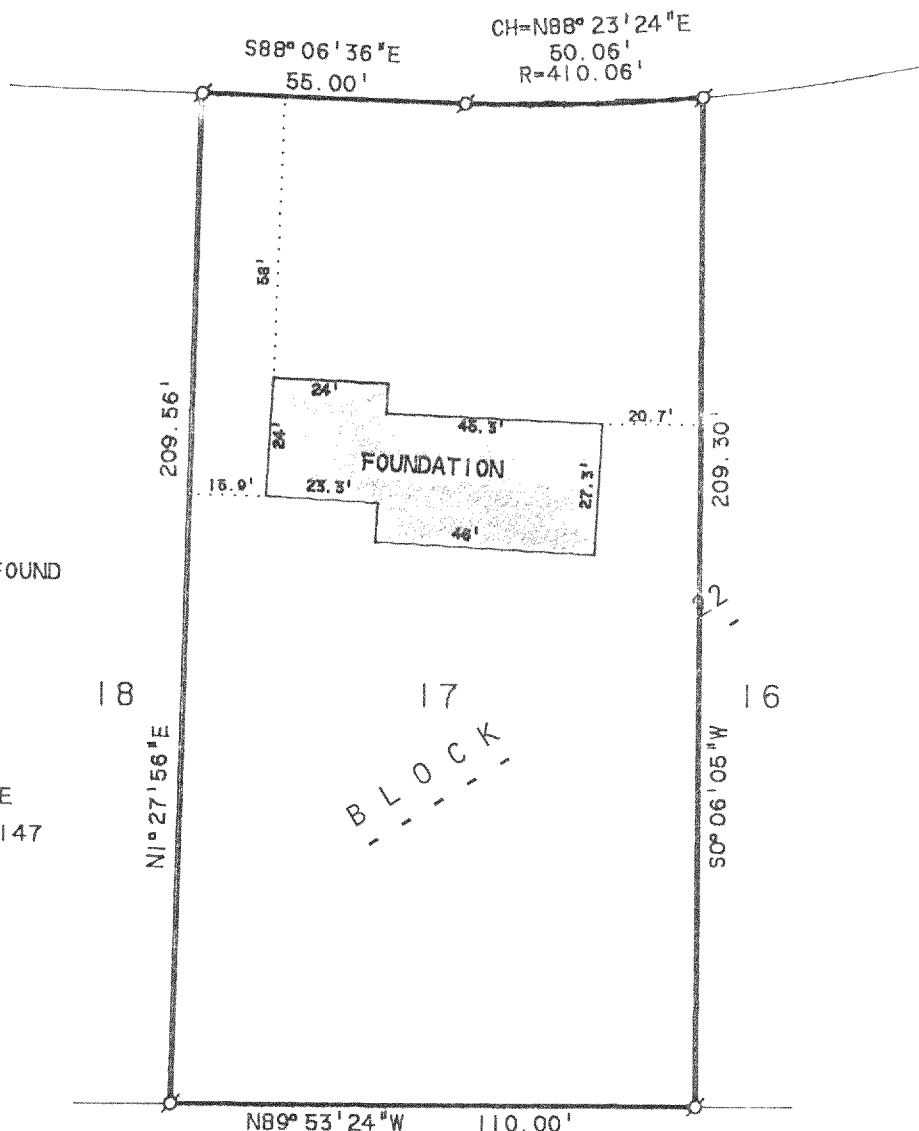 CH=N88°23'24"E
S88°06'36"E
50.06'
55.00'
R=410.06'
58'
24'
209.56'
45.3'
20.7'
24'
FOUNDATION
209.30'
23.3'
27.3'
46'
FOUND
2
18
17
16
N1°27'56"E
BLOCK
S0°06'05"W
E
147
N89°53'24"W 110.00'